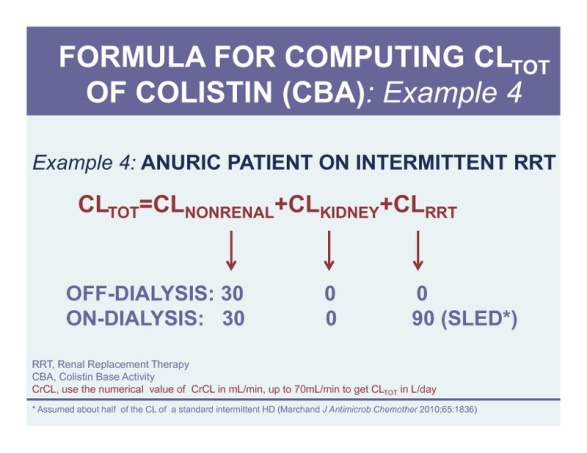 FORMULA FOR COMPUTING CLTOT
OF COLISTIN (CBA): Example 4
Example 4: ANURIC PATIENT ON INTERMITTENT RRT
CLTOT=CLNONRENAL+CLKIDNEY+CLRRT
OFF-DIALYSIS: 30 0 0
ON-DIALYSIS: 30 0 90 (SLED*)
RRT, Renal Replacement Therapy
CBA, Colistin Base Activity
CrCL, use the numerical value of CrCL in mL/min, up to 70mL/min to get CLTOT in L/day
* Assumed about half of the CL of a standard intermittent HD (Marchand J Antimicrob Chemother 2010;65:1836)